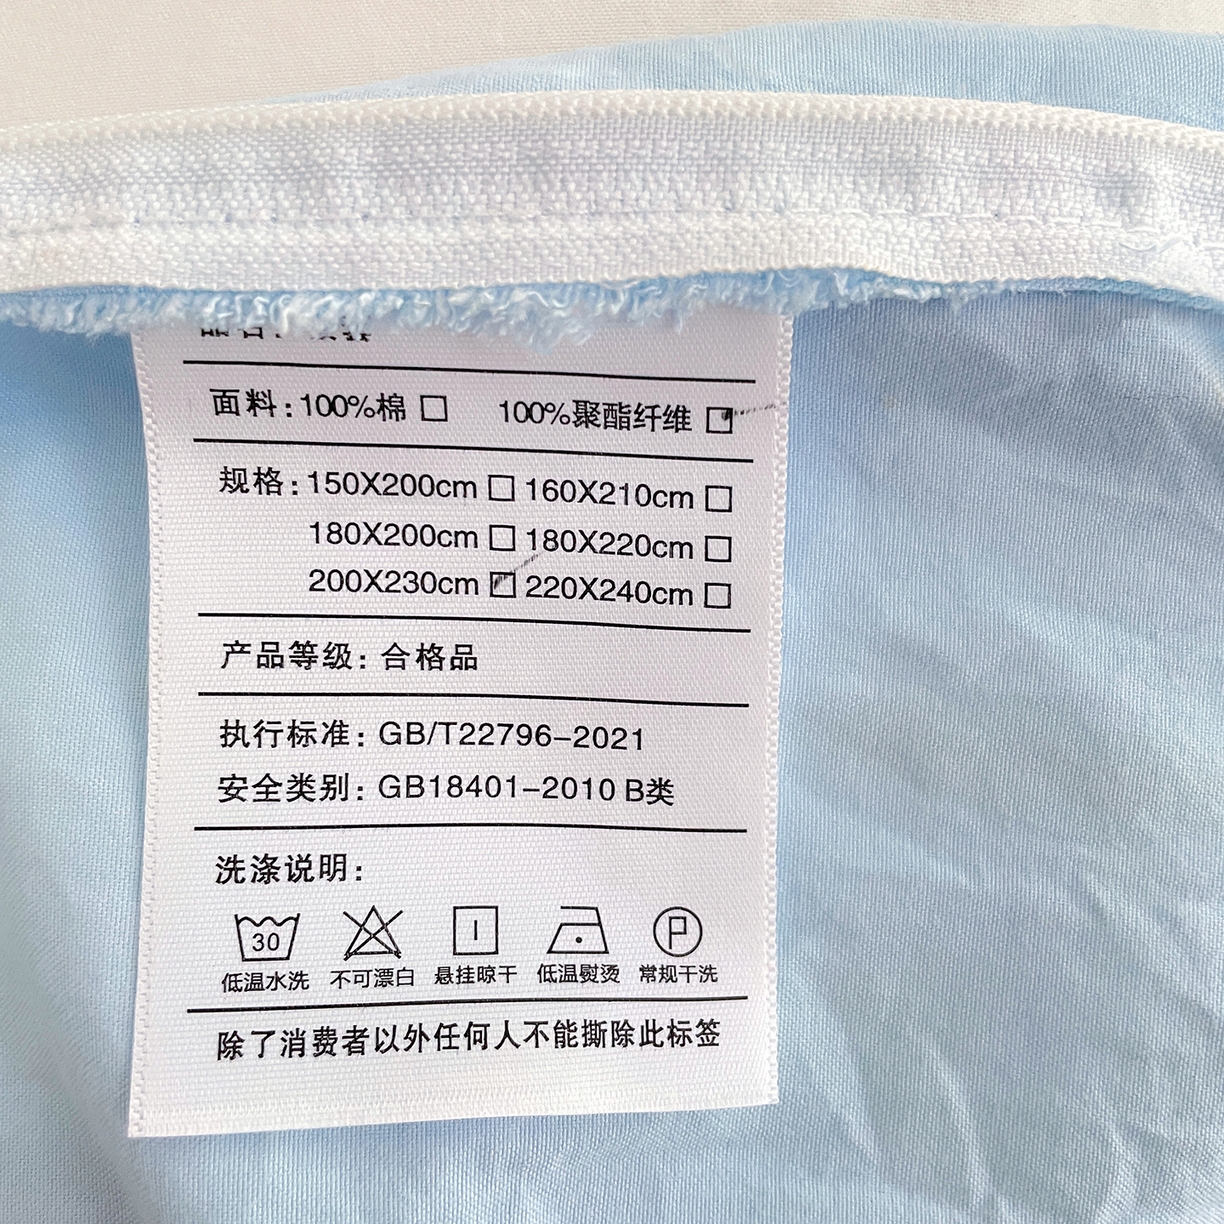 面料：100%棉 □ 100%聚酯纤维 ☑
规格：150X200cm □ 160X210cm □
180X200cm □ 180X220cm □
200X230cm ☑ 220X240cm □
产品等级：合格品
执行标准：GB/T22796-2021
安全类别：GB18401-2010 B类
洗涤说明：
30 P
低温水洗 不可漂白 悬挂晾干 低温熨烫 常规干洗
除了消费者以外任何人不能撕除此标签